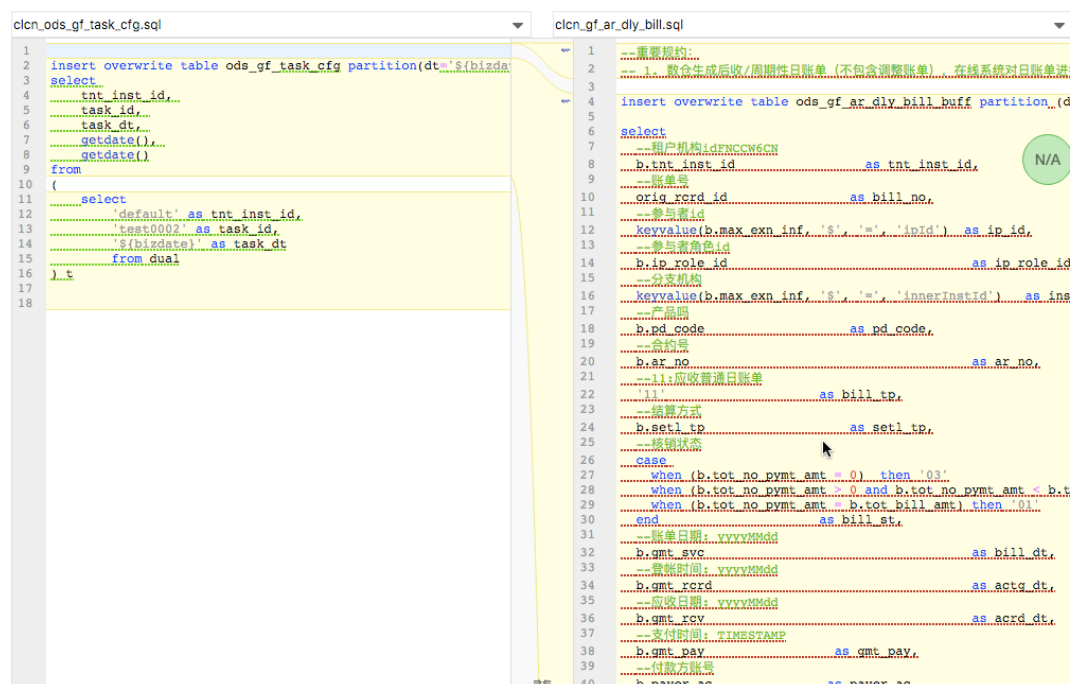 clcn_ods_gf_task_cfg.sql
1
2 insert overwrite table ods_gf_task_cfg partition(dt='${bizda
3 select
4 tnt_inst_id,
5 task_id,
6 task_dt,
7 getdate(),
8 getdate()
9 from
10 (
11 select
12 'default' as tnt_inst_id,
13 'test0002' as task_id,
14 '${bizdate}' as task_dt
15 from dual
16 ) t
17
18
clcn_gf_ar_dly_bill.sql
1 --重要规约:
2 -- 1. 数仓生成后收/周期性日账单（不包含调整账单）, 在线系统对日账单进
3
4 insert overwrite table ods_gf_ar_dly_bill_buff partition (d
5
6 select
7 --租户机构idFNCCW6CN
8 b.tnt_inst_id as tnt_inst_id,
9 --账单号
10 orig_rcrd_id as bill_no,
11 --参与者id
12 keyvalue(b.max_exn_inf, '$', '=', 'ipId') as ip_id,
13 --参与者角色id
14 b.ip_role_id as ip_role_id
15 --分支机构
16 keyvalue(b.max_exn_inf, '$', '=', 'innerInstId') as ins
17 --产品吗
18 b.pd_code as pd_code,
19 --合约号
20 b.ar_no as ar_no,
21 --11:应收普通日账单
22 '11' as bill_tp,
23 --结算方式
24 b.setl_tp as setl_tp,
25 --核销状态
26 case
27 when (b.tot_no_pymt_amt = 0) then '03'
28 when (b.tot_no_pymt_amt > 0 and b.tot_no_pymt_amt < b.t
29 when (b.tot_no_pymt_amt = b.tot_bill_amt) then '01'
30 end as bill_st,
31 --账单日期: yyyyMMdd
32 b.gmt_svc as bill_dt,
33 --登帐时间: yyyyMMdd
34 b.gmt_rcrd as actg_dt,
35 --应收日期: yyyyMMdd
36 b.gmt_rcv as acrd_dt,
37 --支付时间: TIMESTAMP
38 b.gmt_pay as gmt_pay,
39 --付款方账号
40 b.payer_ac as payer_ac,
N/A